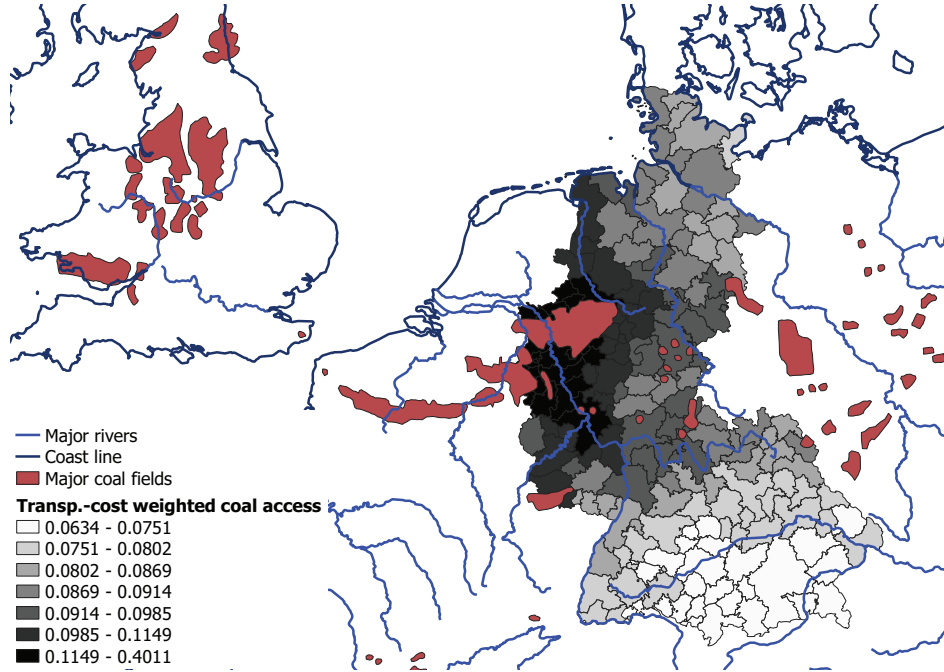 Major rivers
Coast line
Major coal fields
Transp.-cost weighted coal access
0.0634 - 0.0751
0.0751 - 0.0802
0.0802 - 0.0869
0.0869 - 0.0914
0.0914 - 0.0985
0.0985 - 0.1149
0.1149 - 0.4011